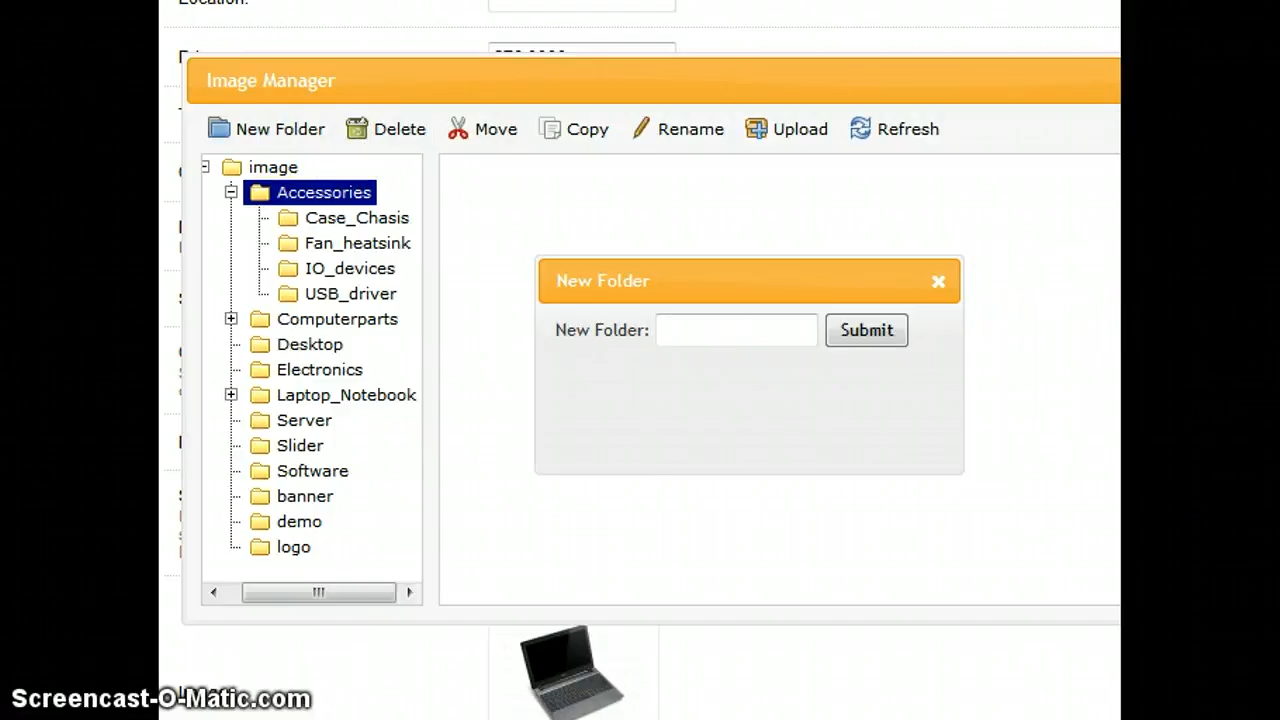 Location:
Image Manager
New Folder Delete Move Copy Rename Upload Refresh
image
Accessories
Case_Chasis
Fan_heatsink
IO_devices
USB_driver
Computerparts
Desktop
Electronics
Laptop_Notebook
Server
Slider
Software
banner
demo
logo
New Folder
New Folder: Submit
Screencast-O-Matic.com